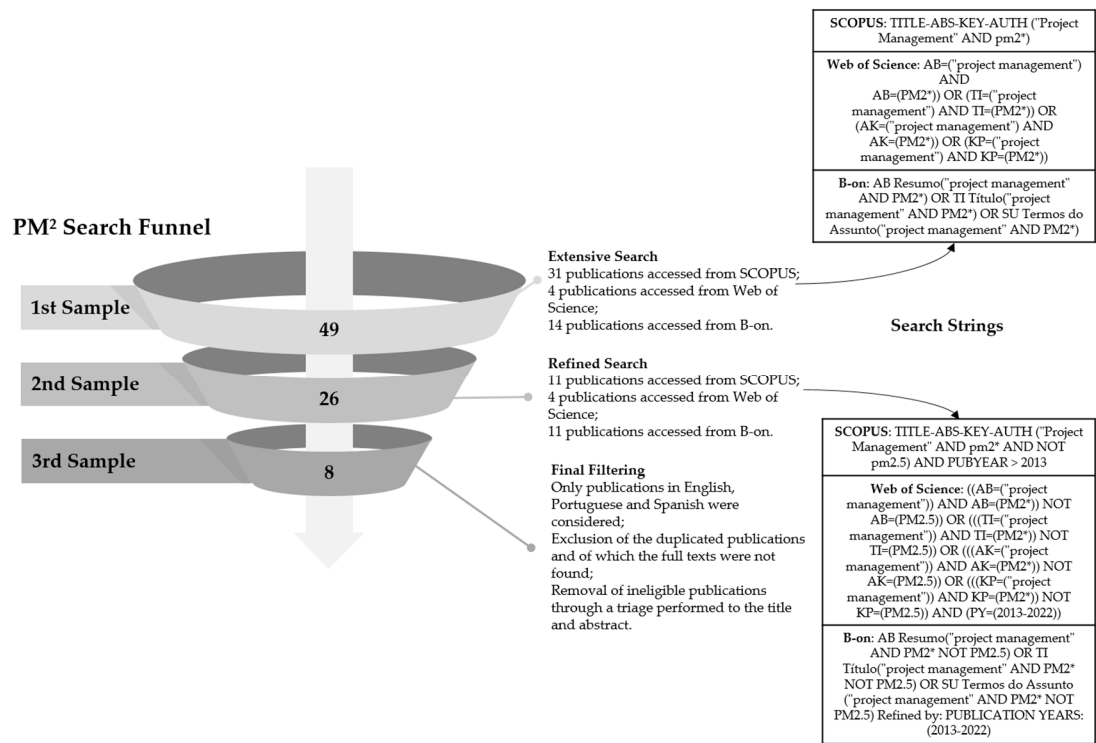 PM² Search Funnel
1st Sample
49
2nd Sample
26
3rd Sample
8
Extensive Search
31 publications accessed from SCOPUS;
4 publications accessed from Web of
Science;
14 publications accessed from B-on.
Refined Search
11 publications accessed from SCOPUS;
4 publications accessed from Web of
Science;
11 publications accessed from B-on.
Final Filtering
Only publications in English,
Portuguese and Spanish were
considered;
Exclusion of the duplicated publications
and of which the full texts were not
found;
Removal of ineligible publications
through a triage performed to the title
and abstract.
SCOPUS: TITLE-ABS-KEY-AUTH ("Project
Management" AND pm2*)
Web of Science: AB=("project management")
AND
AB=(PM2*)) OR (TI=("project
management") AND TI=(PM2*)) OR
(AK=("project management") AND
AK=(PM2*)) OR (KP=("project
management") AND KP=(PM2*))
B-on: AB Resumo("project management"
AND PM2*) OR TI Título("project
management" AND PM2*) OR SU Termos do
Assunto("project management" AND PM2*)
Search Strings
SCOPUS: TITLE-ABS-KEY-AUTH ("Project
Management" AND pm2* AND NOT
pm2.5) AND PUBYEAR > 2013
Web of Science: ((AB=("project
management")) AND AB=(PM2*)) NOT
AB=(PM2.5)) OR (((TI=("project
management")) AND TI=(PM2*)) NOT
TI=(PM2.5)) OR (((AK=("project
management")) AND AK=(PM2*)) NOT
AK=(PM2.5)) OR (((KP=("project
management")) AND KP=(PM2*)) NOT
KP=(PM2.5)) AND (PY=(2013-2022))
B-on: AB Resumo("project management"
AND PM2* NOT PM2.5) OR TI
Título("project management" AND PM2*
NOT PM2.5) OR SU Termos do Assunto
("project management" AND PM2* NOT
PM2.5) Refined by: PUBLICATION YEARS:
(2013-2022)